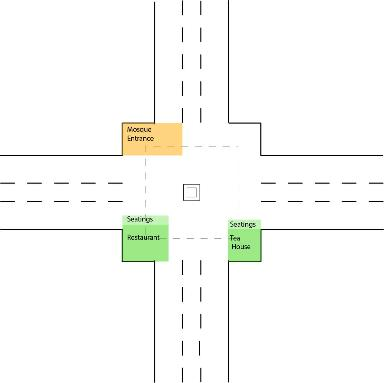 Mosque
Entrance
Seatings
Restaurant
Seatings
Tea
House